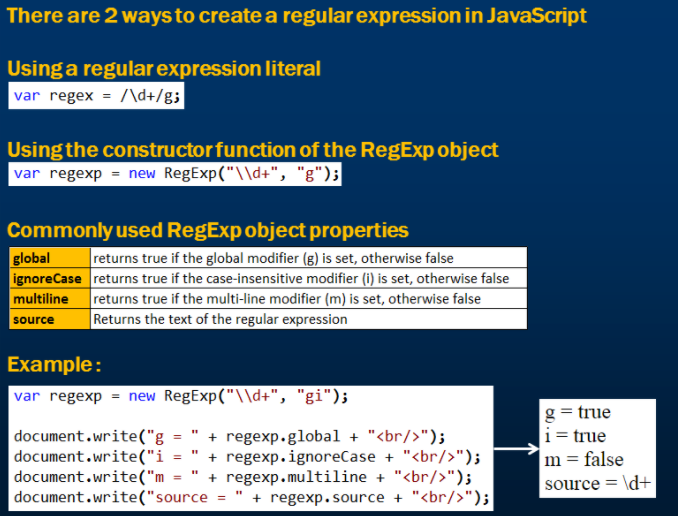 There are 2 ways to create a regular expression in JavaScript
Using a regular expression literal
var regex = /\d+/g;
Using the constructor function of the RegExp object
var regexp = new RegExp("\\d+", "g");
Commonly used RegExp object properties
global returns true if the global modifier (g) is set, otherwise false
ignoreCase returns true if the case-insensitive modifier (i) is set, otherwise false
multiline returns true if the multi-line modifier (m) is set, otherwise false
source Returns the text of the regular expression
Example :
var regexp = new RegExp("\\d+", "gi");
document.write("g = " + regexp.global + "<br/>");
document.write("i = " + regexp.ignoreCase + "<br/>");
document.write("m = " + regexp.multiline + "<br/>");
document.write("source = " + regexp.source + "<br/>");
g = true
i = true
m = false
source = \d+